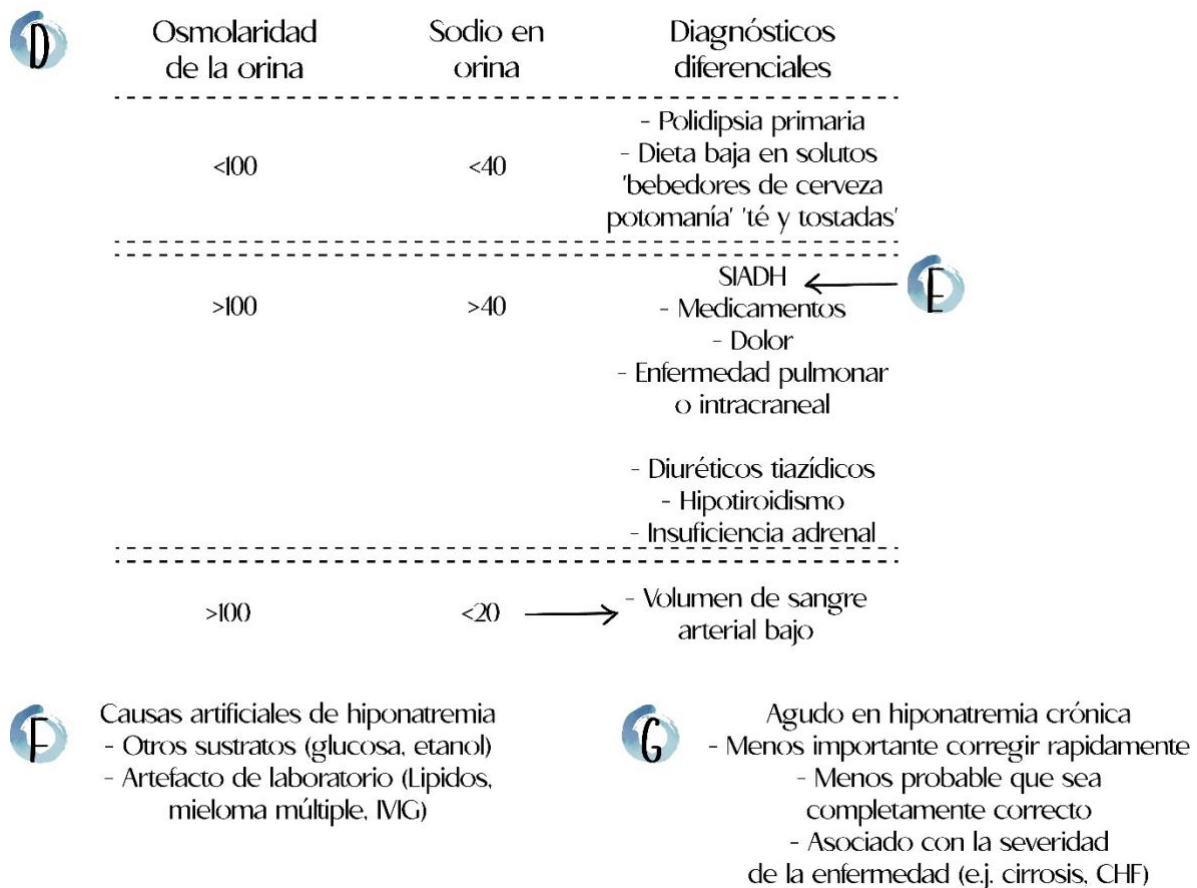 D
Osmolaridad de la orina
Sodio en orina
Diagnósticos diferenciales
<100
<40
- Polidipsia primaria
- Dieta baja en solutos
'bebedores de cerveza
potomanía' 'té y tostadas'
>100
>40
SIADH
E
- Medicamentos
- Dolor
- Enfermedad pulmonar
o intracraneal
- Diuréticos tiazídicos
- Hipotiroidismo
- Insuficiencia adrenal
>100
<20
- Volumen de sangre
arterial bajo
F
Causas artificiales de hiponatremia
- Otros sustratos (glucosa, etanol)
- Artefacto de laboratorio (Lipidos,
mieloma múltiple, IVIG)
G
Agudo en hiponatremia crónica
- Menos importante corregir rapidamente
- Menos probable que sea
completamente correcto
- Asociado con la severidad
de la enfermedad (e.j. cirrosis, CHF)